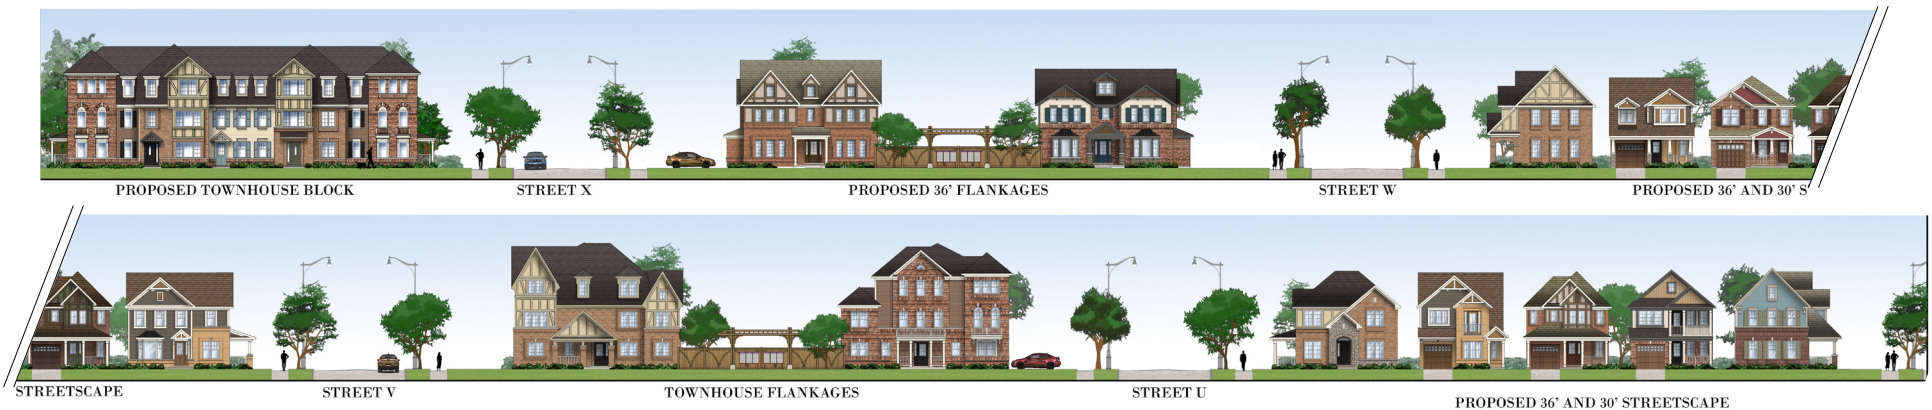 PROPOSED TOWNHOUSE BLOCK
STREET X
PROPOSED 36' FLANKAGES
STREET W
PROPOSED 36' AND 30' S
STREETSCAPE
STREET V
TOWNHOUSE FLANKAGES
STREET U
PROPOSED 36' AND 30' STREETSCAPE